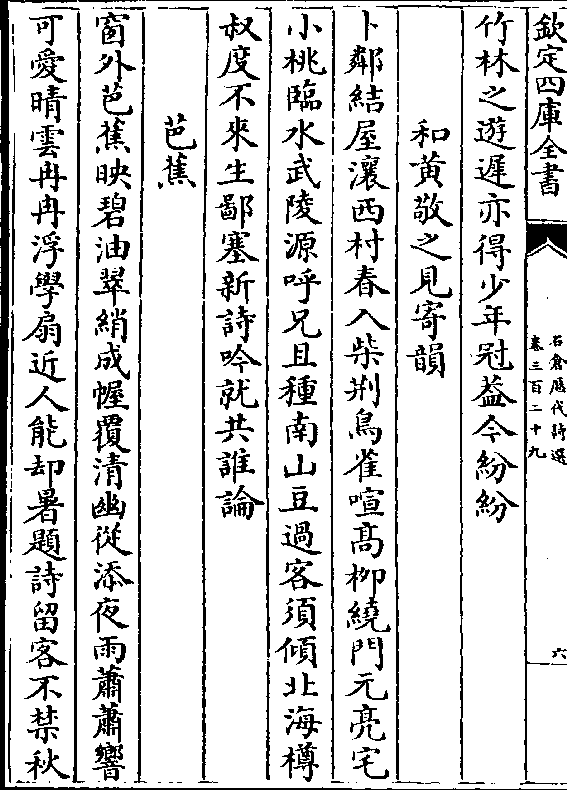 欽定四庫全書
石倉歴代詩選
卷三百二十九
六
竹林之遊遲亦得少年冠葢今紛紛
和黄敬之見寄韻
卜鄰結屋瀼西村春入柴荆鳥雀喧髙栁繞門元亮宅
小桃臨水武陵源呼兄且種南山豆過客須傾北海樽
叔度不來生鄙塞新詩吟就共誰論
芭蕉
窗外芭蕉映碧油翠綃成幄覆清幽從添夜雨蕭蕭響
可愛晴雲冉冉浮學扇近人能却暑題詩留客不禁秋